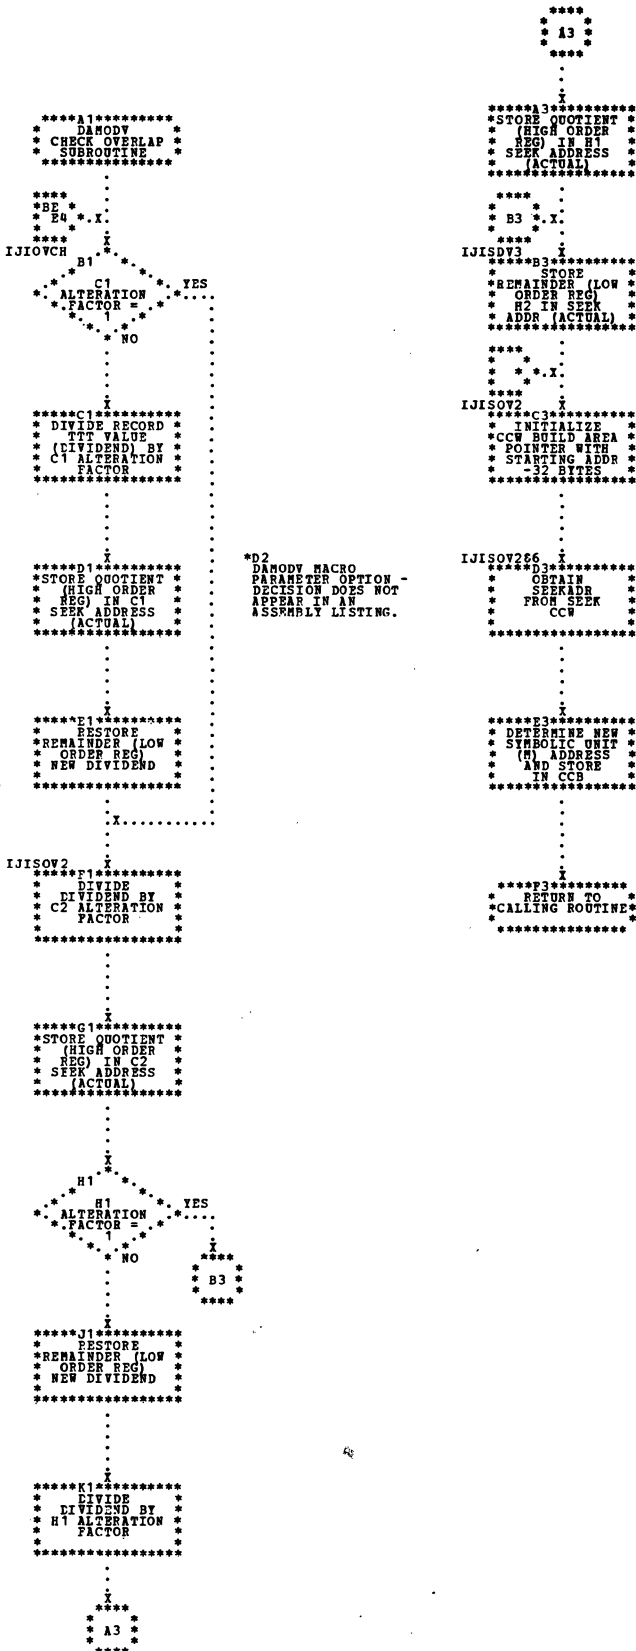 A1
DAMODV
CHECK OVERLAP
SUBROUTINE
BE
E4
IJIOVCH
B1
C1
ALTERATION
FACTOR =
1
YES
NO
C1
DIVIDE RECORD
TTT VALUE
(DIVIDEND) BY
C1 ALTERATION
FACTOR
D1
STORE QUOTIENT
(HIGH ORDER
REG) IN C1
SEEK ADDRESS
(ACTUAL)
*D2
DAMODV MACRO
PARAMETER OPTION -
DECISION DOES NOT
APPEAR IN AN
ASSEMBLY LISTING.
E1
RESTORE
REMAINDER (LOW
ORDER REG)
NEW DIVIDEND
IJISOV2
F1
DIVIDE
DIVIDEND BY
C2 ALTERATION
FACTOR
G1
STORE QUOTIENT
(HIGH ORDER
REG) IN C2
SEEK ADDRESS
(ACTUAL)
H1
H1
ALTERATION
FACTOR =
1
YES
NO
B3
J1
RESTORE
REMAINDER (LOW
ORDER REG)
NEW DIVIDEND
K1
DIVIDE
DIVIDEND BY
H1 ALTERATION
FACTOR
A3
A3
A3
STORE QUOTIENT
(HIGH ORDER
REG) IN H1
SEEK ADDRESS
(ACTUAL)
B3
IJISDV3
B3
STORE
REMAINDER (LOW
ORDER REG)
H2 IN SEEK
ADDR (ACTUAL)
IJISOV2
C3
INITIALIZE
CCW BUILD AREA
POINTER WITH
STARTING ADDR
-32 BYTES
IJISOV2&6
D3
OBTAIN
SEEKADR
FROM SEEK
CCW
E3
DETERMINE NEW
SYMBOLIC UNIT
(M) ADDRESS
AND STORE
IN CCB
F3
RETURN TO
CALLING ROUTINE